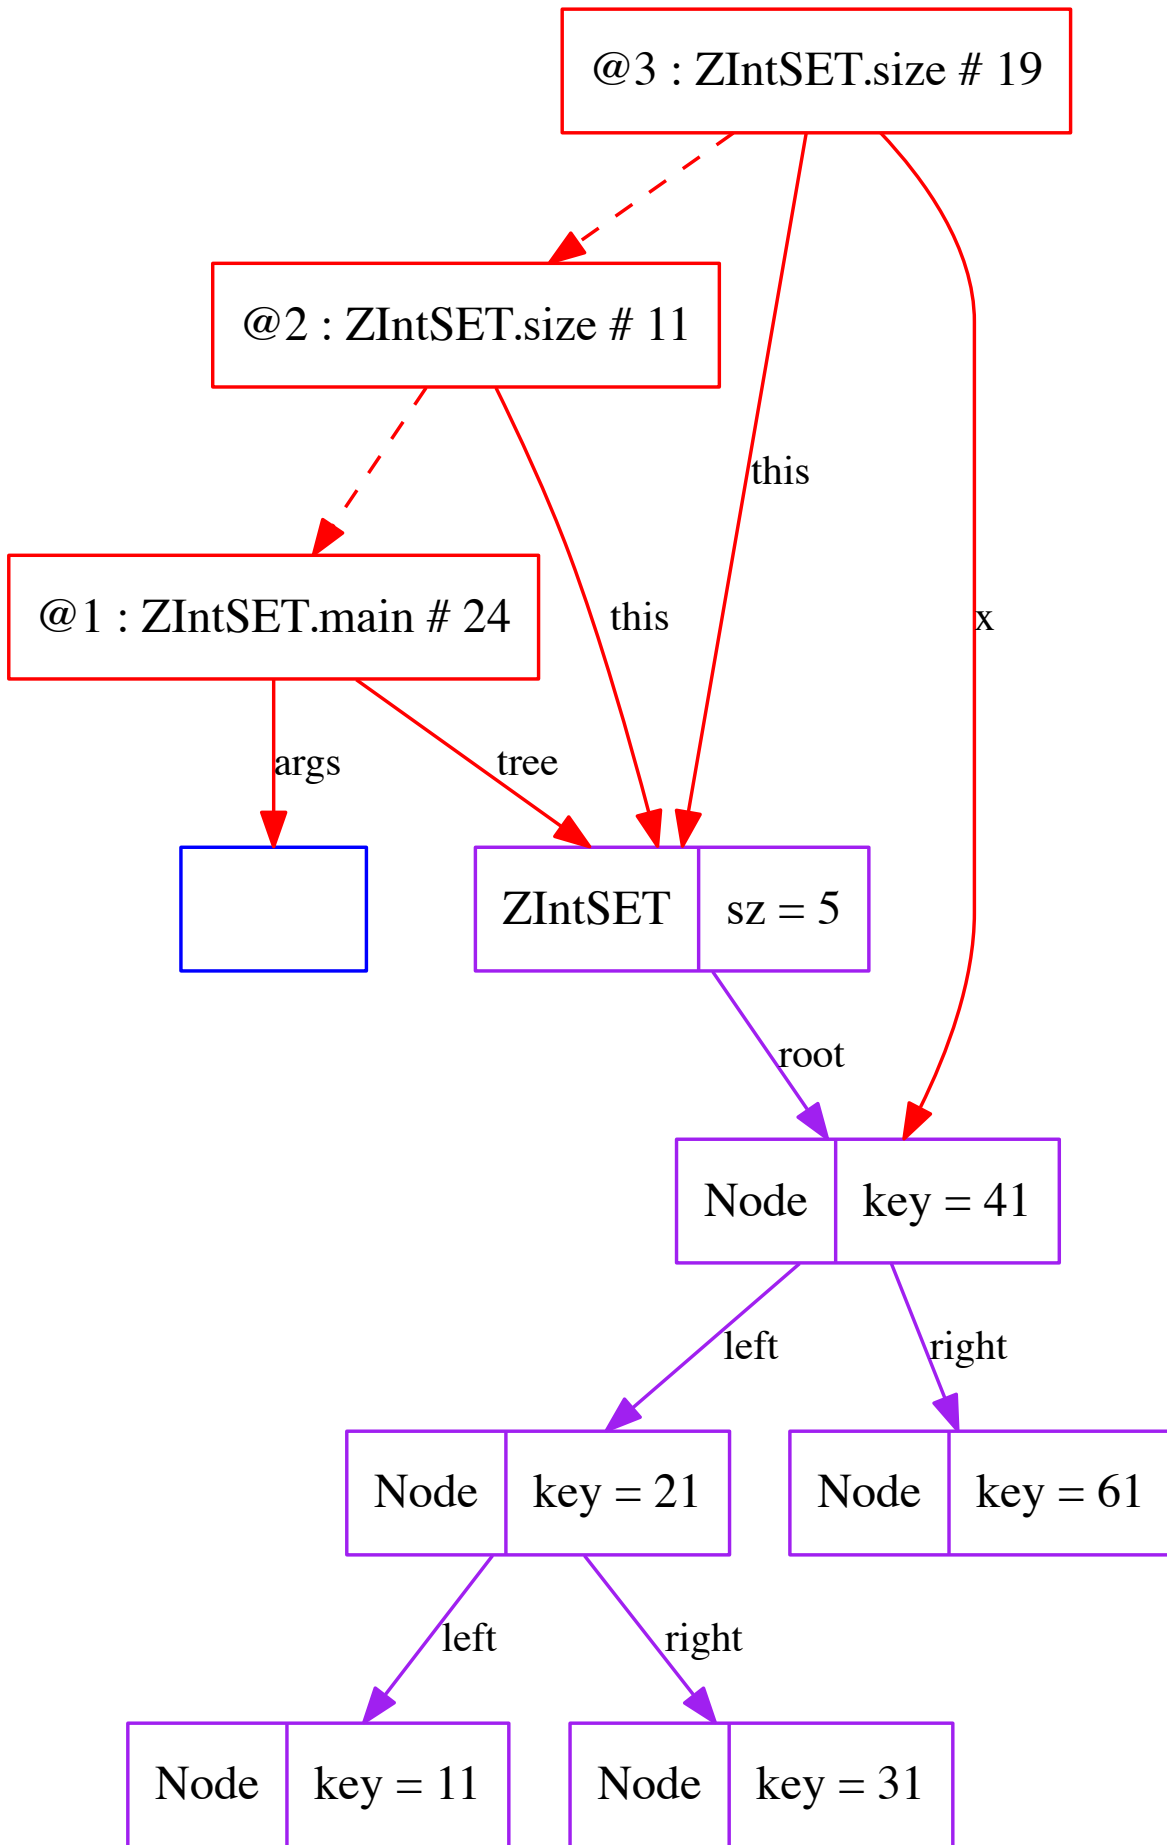 @3 : ZIntSET.size # 19
@2 : ZIntSET.size # 11
this
@1 : ZIntSET.main # 24
this
x
args
tree
ZIntSET
sz = 5
root
Node
key = 41
left
right
Node
key = 21
Node
key = 61
left
right
Node
key = 11
Node
key = 31